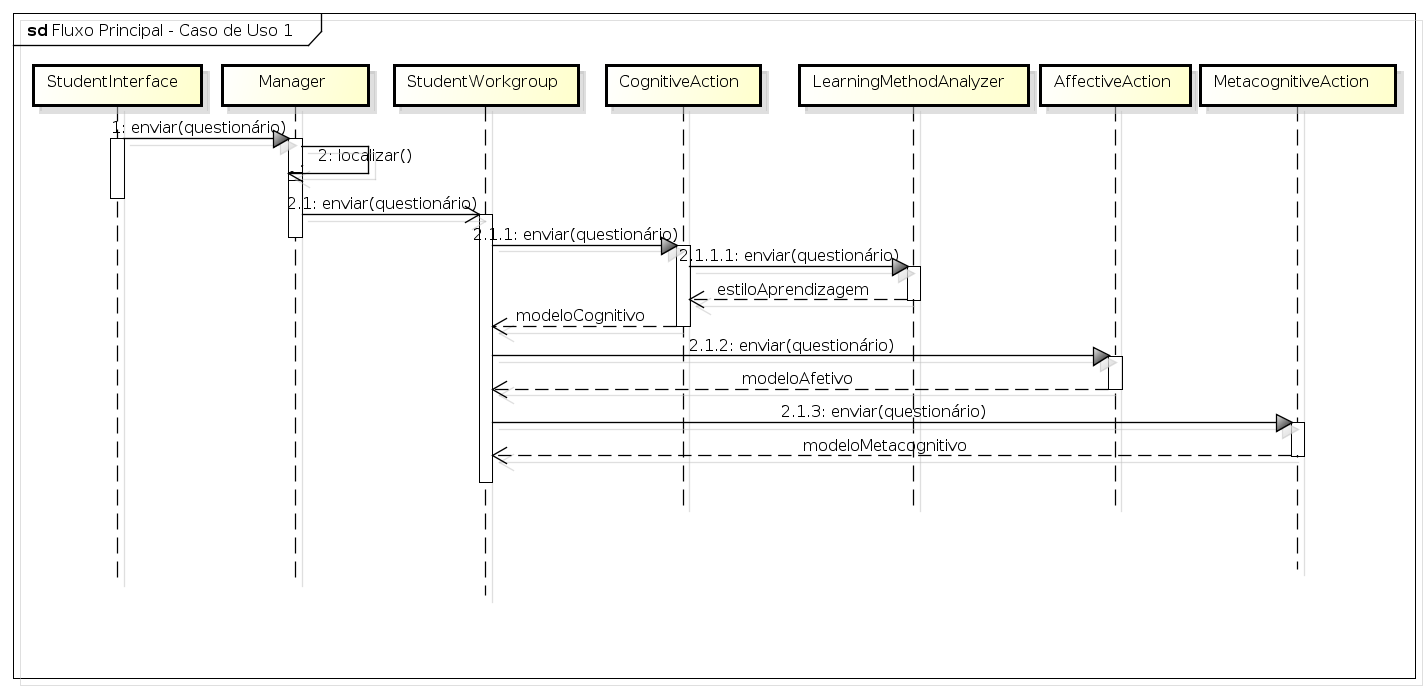 sd Fluxo Principal - Caso de Uso 1
StudentInterface
Manager
StudentWorkgroup
CognitiveAction
LearningMethodAnalyzer
AffectiveAction
MetacognitiveAction
1: enviar(questionário)
2: localizar()
2.1: enviar(questionário)
2.1.1: enviar(questionário)
2.1.1.1: enviar(questionário)
estiloAprendizagem
modeloCognitivo
2.1.2: enviar(questionário)
modeloAfetivo
2.1.3: enviar(questionário)
modeloMetacognitivo